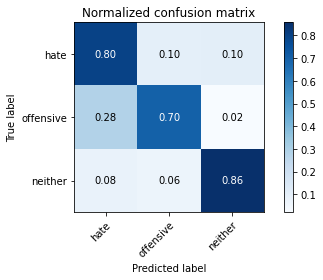 Normalized confusion matrix
True label
hate
offensive
neither
0.80 0.10 0.10
0.28 0.70 0.02
0.08 0.06 0.86
hate
offensive
neither
Predicted label
0.8
0.7
0.6
0.5
0.4
0.3
0.2
0.1